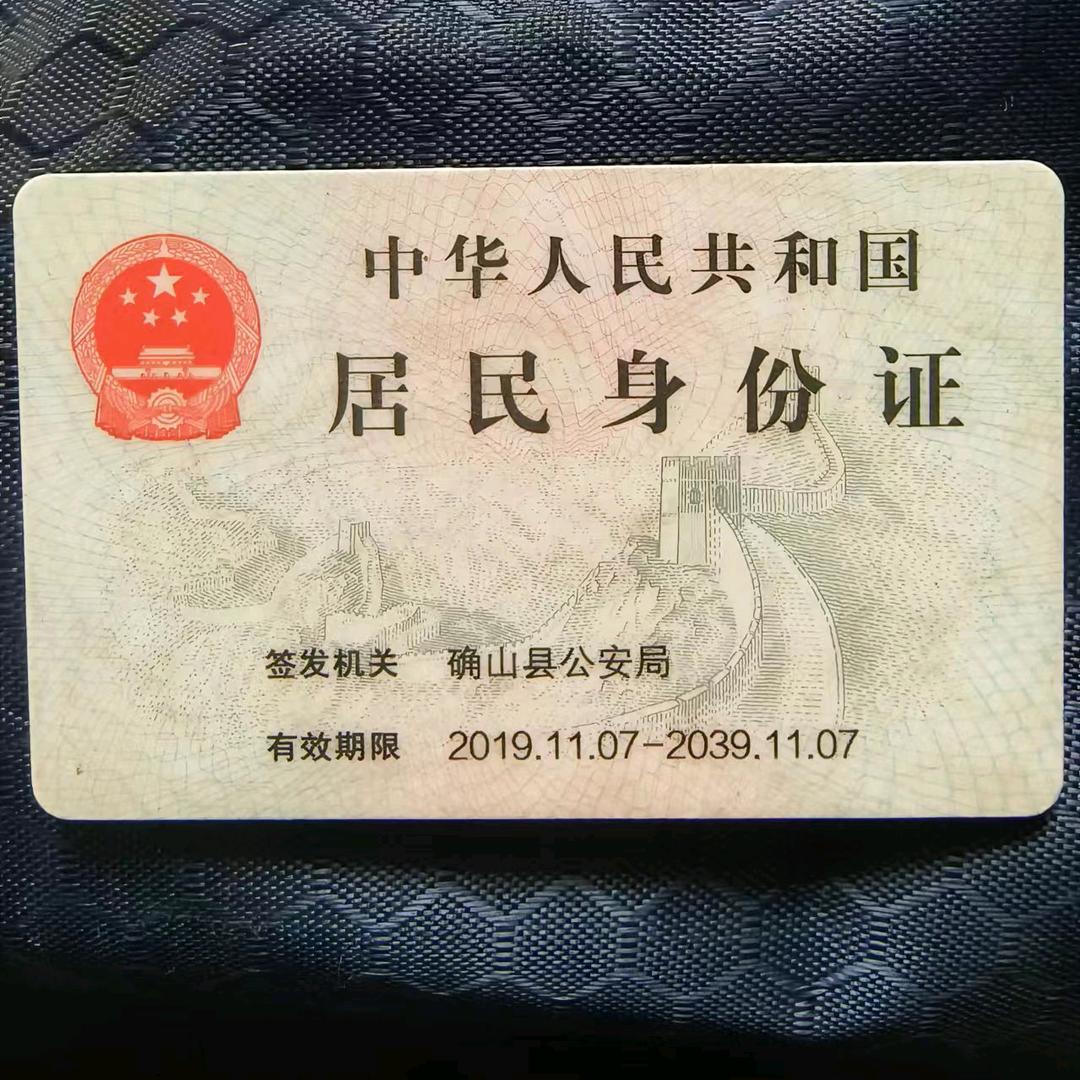 中华人民共和国
居民身份证
签发机关 确山县公安局
有效期限 2019.11.07-2039.11.07